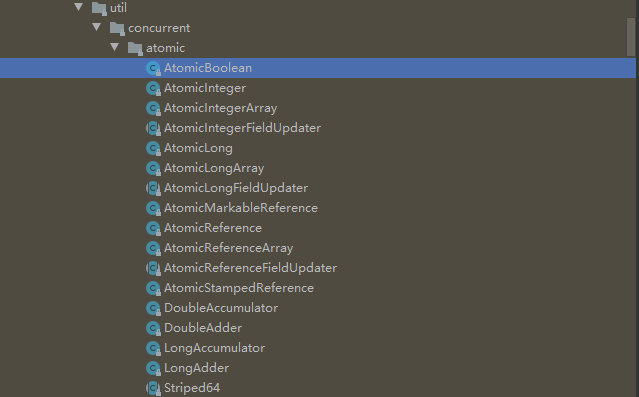 util
concurrent
atomic
AtomicBoolean
AtomicInteger
AtomicIntegerArray
AtomicIntegerFieldUpdater
AtomicLong
AtomicLongArray
AtomicLongFieldUpdater
AtomicMarkableReference
AtomicReference
AtomicReferenceArray
AtomicReferenceFieldUpdater
AtomicStampedReference
DoubleAccumulator
DoubleAdder
LongAccumulator
LongAdder
Striped64